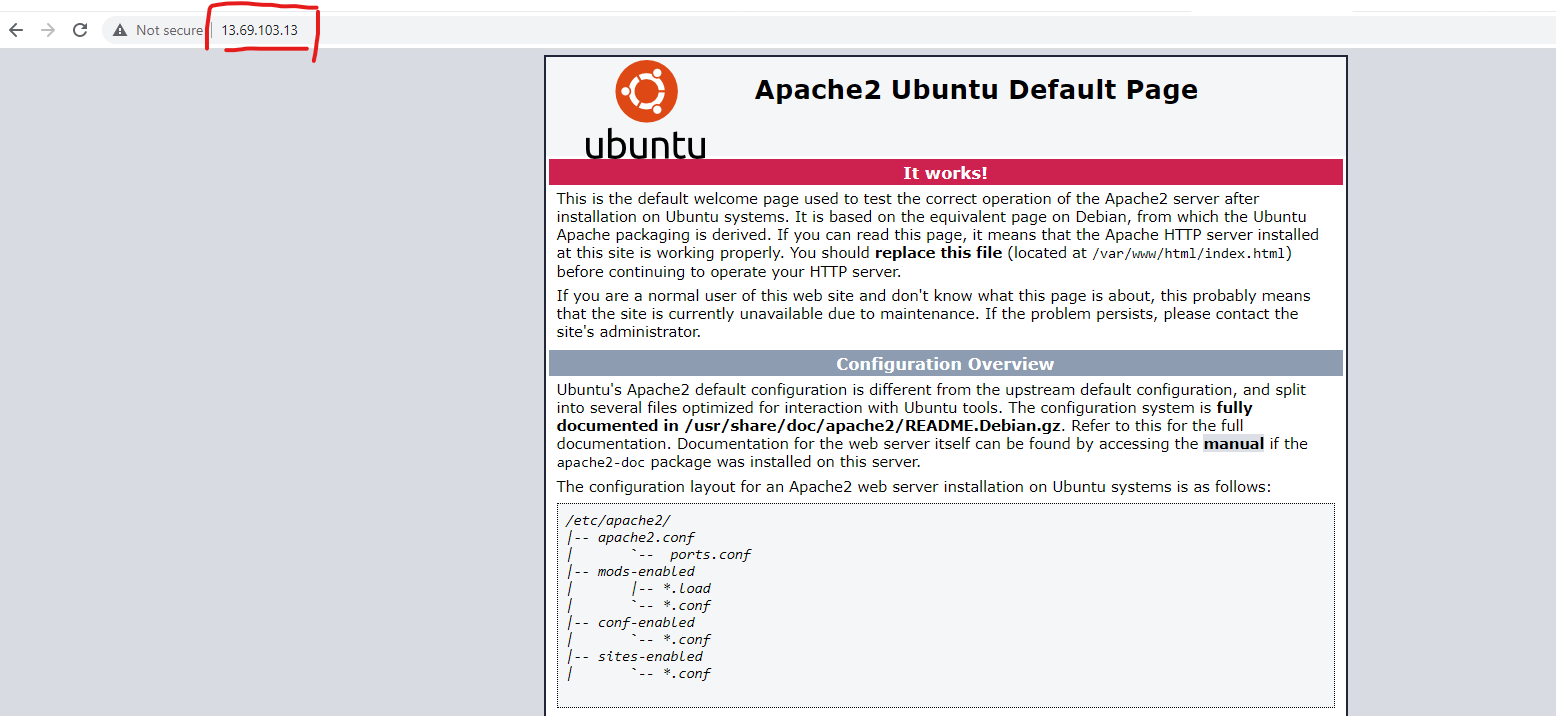 Not secure | 13.69.103.13
ubuntu
Apache2 Ubuntu Default Page
It works!
This is the default welcome page used to test the correct operation of the Apache2 server after
installation on Ubuntu systems. It is based on the equivalent page on Debian, from which the Ubuntu
Apache packaging is derived. If you can read this page, it means that the Apache HTTP server installed
at this site is working properly. You should replace this file (located at /var/www/html/index.html)
before continuing to operate your HTTP server.
If you are a normal user of this web site and don't know what this page is about, this probably means
that the site is currently unavailable due to maintenance. If the problem persists, please contact the
site's administrator.
Configuration Overview
Ubuntu's Apache2 default configuration is different from the upstream default configuration, and split
into several files optimized for interaction with Ubuntu tools. The configuration system is fully
documented in /usr/share/doc/apache2/README.Debian.gz. Refer to this for the full
documentation. Documentation for the web server itself can be found by accessing the manual if the
apache2-doc package was installed on this server.
The configuration layout for an Apache2 web server installation on Ubuntu systems is as follows:
/etc/apache2/
|-- apache2.conf
|       `--  ports.conf
|-- mods-enabled
|       |-- *.load
|       `-- *.conf
|-- conf-enabled
|       `-- *.conf
|-- sites-enabled
|       `-- *.conf